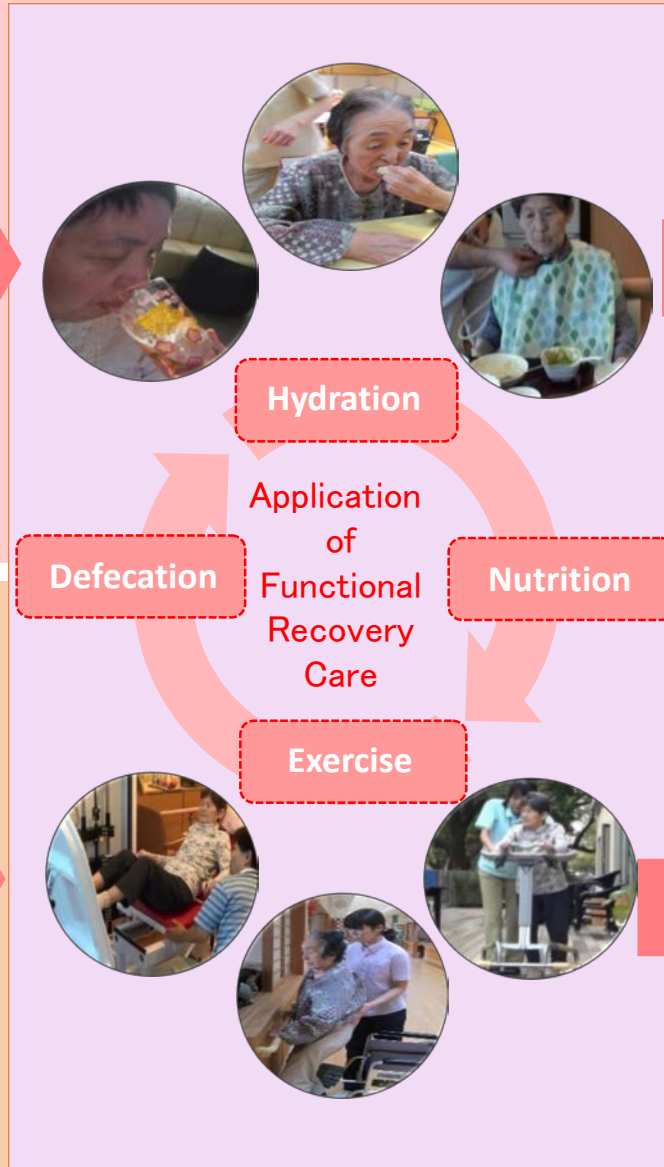 Hydration
Application
of
Functional
Recovery
Care
Defecation
Nutrition
Exercise